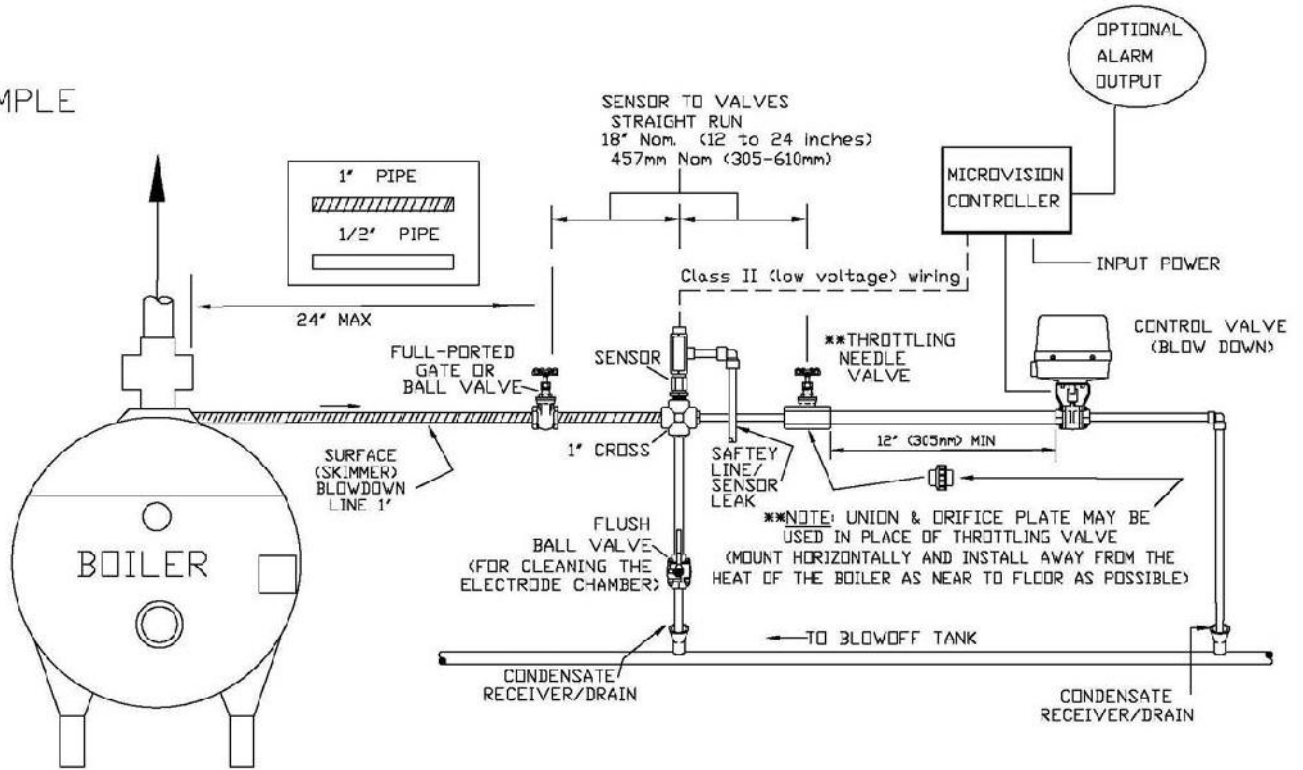 MPLE
OPTIONAL
ALARM
OUTPUT
SENSOR TO VALVES
STRAIGHT RUN
18" Nom. (12 to 24 inches)
457mm Nom (305-610mm)
1" PIPE
1/2" PIPE
MICROVISION
CONTROLLER
INPUT POWER
Class II (low voltage) wiring
24" MAX
FULL-PORTED
GATE OR
BALL VALVE
SENSOR
**THROTTLING
NEEDLE
VALVE
CONTROL VALVE
(BLOW DOWN)
SURFACE
(SKIMMER)
BLOWDOWN
LINE 1"
1" CROSS
SAFTEY
LINE/
SENSOR
LEAK
12" (305mm) MIN
**NOTE: UNION & ORIFICE PLATE MAY BE
USED IN PLACE OF THROTTLING VALVE
(MOUNT HORIZONTALLY AND INSTALL AWAY FROM THE
HEAT OF THE BOILER AS NEAR TO FLOOR AS POSSIBLE)
FLUSH
BALL VALVE
(FOR CLEANING THE
ELECTRODE CHAMBER)
BOILER
TO BLOWOFF TANK
CONDENSATE
RECEIVER/DRAIN
CONDENSATE
RECEIVER/DRAIN